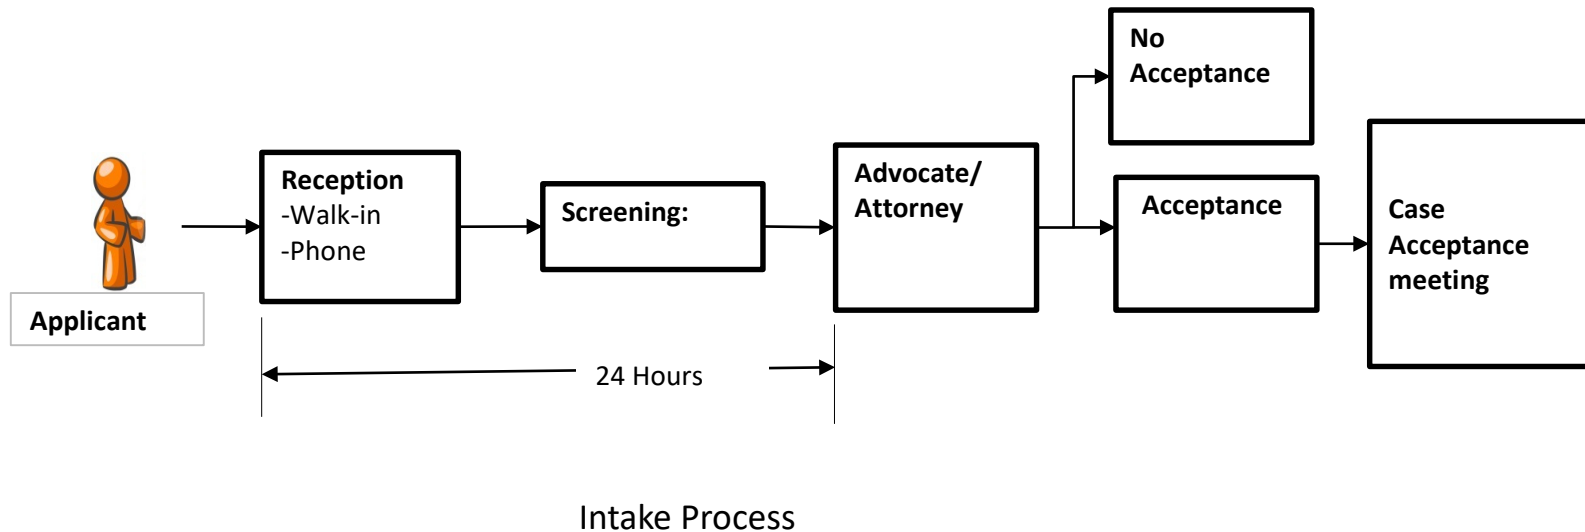 Applicant
Reception
-Walk-in
-Phone
Screening:
Advocate/
Attorney
No
Acceptance
Acceptance
Case
Acceptance
meeting
24 Hours
Intake Process